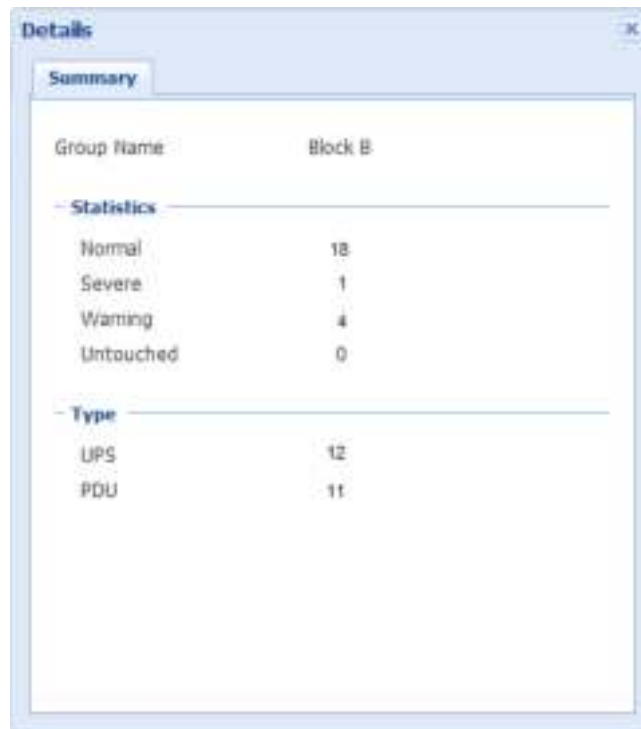 Details
Summary
Group Name Block B
Statistics
Normal 18
Severe 1
Warning 4
Untouched 0
Type
UPS 12
PDU 11